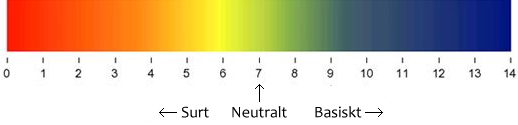 0 1 2 3 4 5 6 7 8 9 10 11 12 13 14
← Surt Neutralt Basiskt →